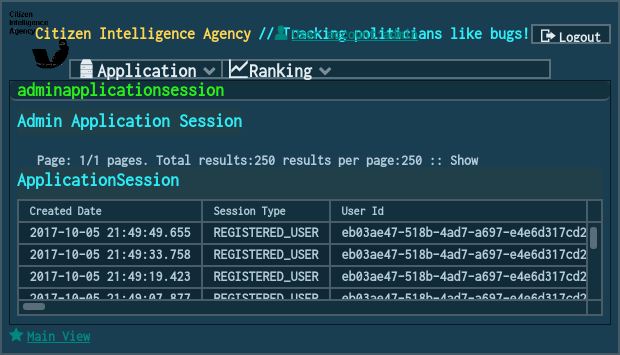 Citizen
Intelligence
Agency
Citizen Intelligence Agency // Tracking politicians like bugs!
Logout
Application Ranking
adminapplicationsession
Admin Application Session
Page: 1/1 pages. Total results:250 results per page:250 :: Show
ApplicationSession
Created Date Session Type User Id
2017-10-05 21:49:49.655 REGISTERED_USER eb03ae47-518b-4ad7-a697-e4e6d317cd2
2017-10-05 21:49:33.758 REGISTERED_USER eb03ae47-518b-4ad7-a697-e4e6d317cd2
2017-10-05 21:49:19.423 REGISTERED_USER eb03ae47-518b-4ad7-a697-e4e6d317cd2
2017-10-05 21:49:07.877 REGISTERED_USER eb03ae47-518b-4ad7-a697-e4e6d317cd2
Main View